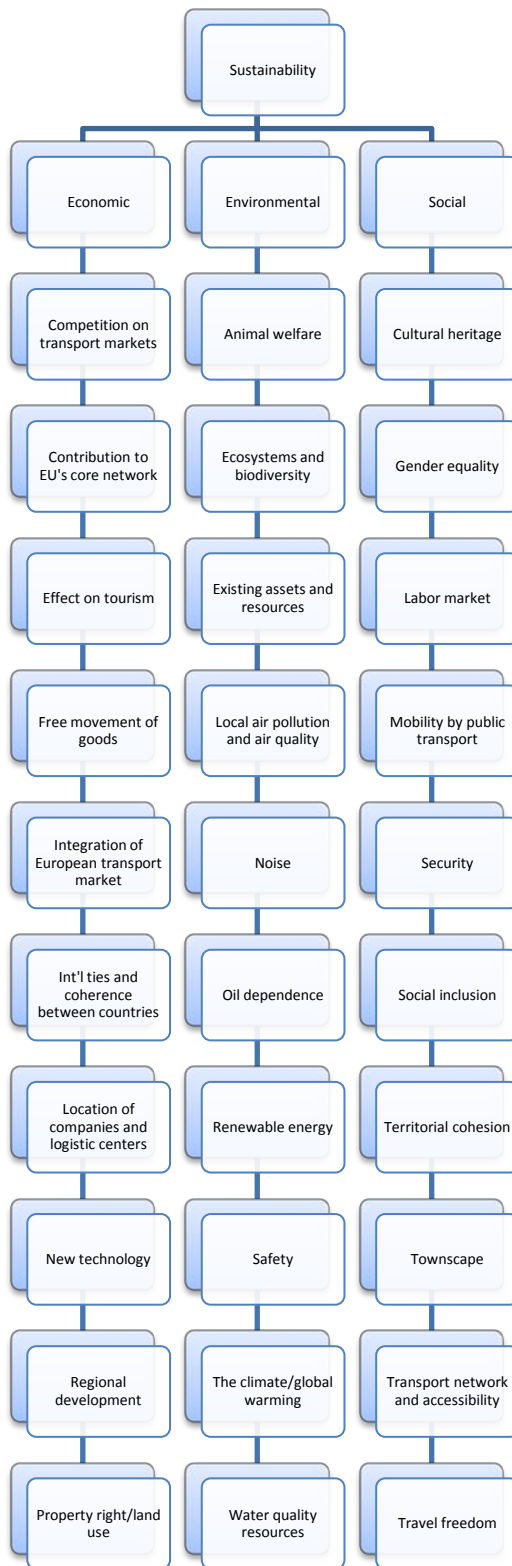 Sustainability
Economic
Environmental
Social
Competition on
transport markets
Animal welfare
Cultural heritage
Contribution to
EU's core network
Ecosystems and
biodiversity
Gender equality
Effect on tourism
Existing assets and
resources
Labor market
Free movement of
goods
Local air pollution
and air quality
Mobility by public
transport
Integration of
European transport
market
Noise
Security
Int'l ties and
coherence
between countries
Oil dependence
Social inclusion
Location of
companies and
logistic centers
Renewable energy
Territorial cohesion
New technology
Safety
Townscape
Regional
development
The climate/global
warming
Transport network
and accessibility
Property right/land
use
Water quality
resources
Travel freedom